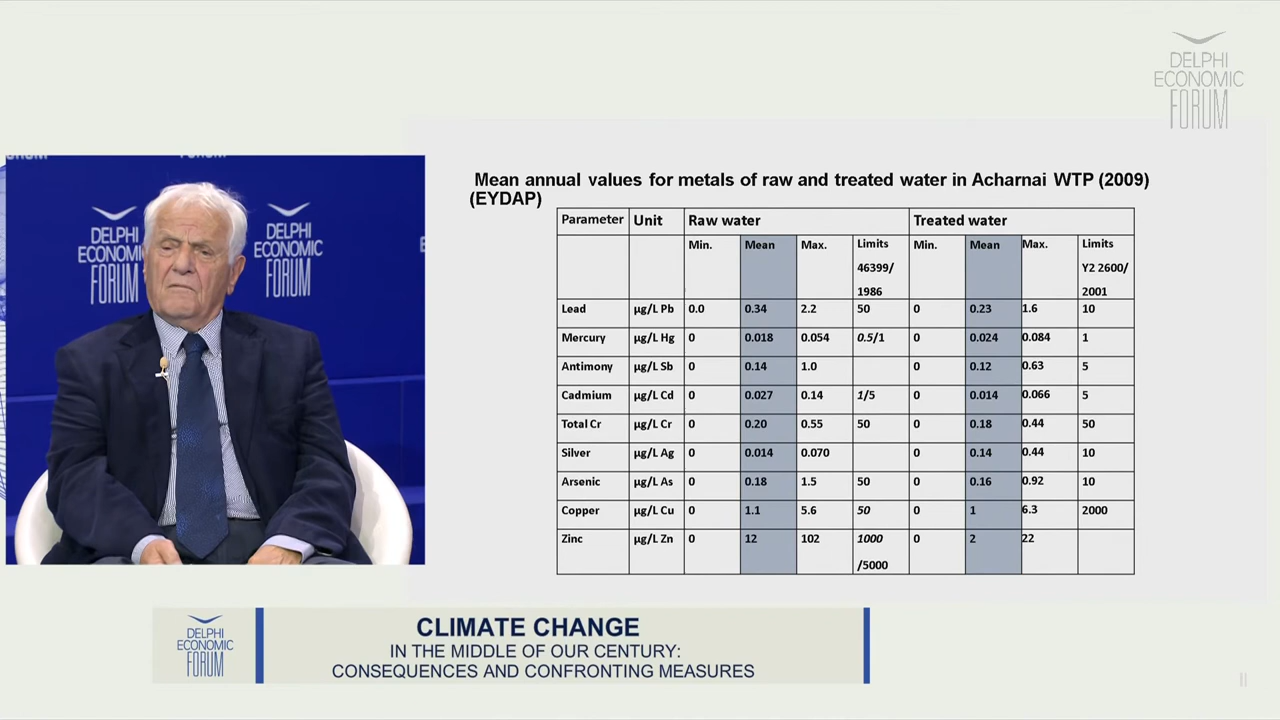 DELPHI
ECONOMIC
FORUM
FORUM
FORUM
DELPHI
ECONOMIC
FORUM
DELPHI
ECONOMIC
FORUM
Mean annual values for metals of raw and treated water in Acharnai WTP (2009)
(EYDAP)
Parameter Unit Raw water Treated water
Min. Mean Max. Limits Min. Mean Max. Limits
46399/ Y2 2600/
1986 2001
Lead µg/L Pb 0.0 0.34 2.2 50 0 0.23 1.6 10
Mercury µg/L Hg 0 0.018 0.054 0.5/1 0 0.024 0.084 1
Antimony µg/L Sb 0 0.14 1.0 0 0.12 0.63 5
Cadmium µg/L Cd 0 0.027 0.14 1/5 0 0.014 0.066 5
Total Cr µg/L Cr 0 0.20 0.55 50 0 0.18 0.44 50
Silver µg/L Ag 0 0.014 0.070 0 0.14 0.44 10
Arsenic µg/L As 0 0.18 1.5 50 0 0.16 0.92 10
Copper µg/L Cu 0 1.1 5.6 50 0 1 6.3 2000
Zinc µg/L Zn 0 12 102 1000 0 2 22
/5000
DELPHI
ECONOMIC
FORUM
CLIMATE CHANGE
IN THE MIDDLE OF OUR CENTURY:
CONSEQUENCES AND CONFRONTING MEASURES